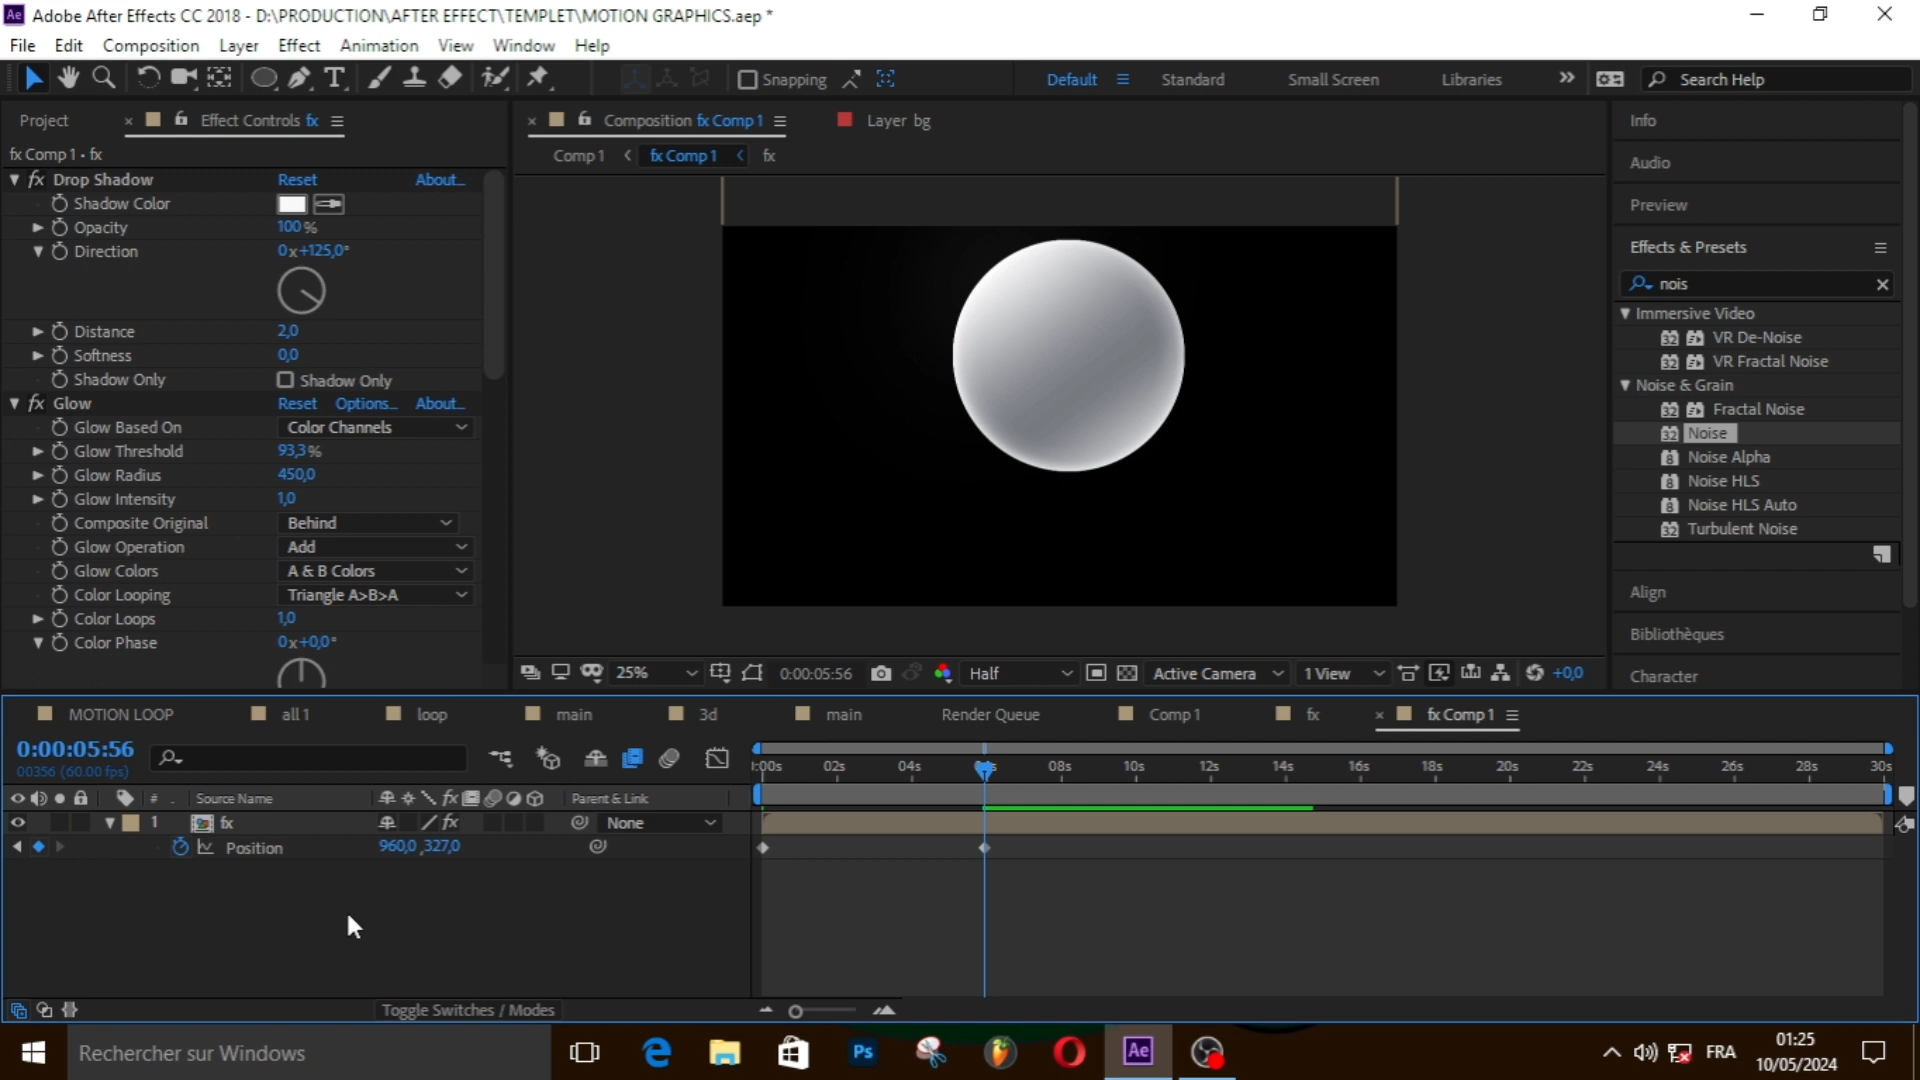 Adobe After Effects CC 2018 - D:\PRODUCTION\AFTER EFFECT\TEMPLET\MOTION GRAPHICS.aep *
File Edit Composition Layer Effect Animation View Window Help
Snapping Default Standard Small Screen Libraries Search Help
Project Effect Controls fx Composition fx Comp 1 Layer bg Info
fx Comp 1 • fx Comp 1 fx Comp 1 fx
Audio
Drop Shadow Reset About...
Shadow Color
Preview
Opacity 100 %
Direction 0x+125,0°
Effects & Presets
nois
Immersive Video
Distance 2,0
VR De-Noise
Softness 0,0
VR Fractal Noise
Shadow Only Shadow Only
Noise & Grain
Glow Reset Options... About...
Fractal Noise
Glow Based On Color Channels
Noise
Glow Threshold 93,3 %
Noise Alpha
Glow Radius 450,0
Noise HLS
Glow Intensity 1,0
Noise HLS Auto
Composite Original Behind
Turbulent Noise
Glow Operation Add
Glow Colors A & B Colors
Color Looping Triangle A>B>A
Align
Color Loops 1,0
Color Phase 0x+0,0°
Bibliothèques
25% 0:00:05:56 Half Active Camera 1 View +0,0
Character
MOTION LOOP all 1 loop main 3d main Render Queue Comp 1 fx fx Comp 1
0:00:05:56
00356 (60.00 fps)
02s 04s 08s 10s 12s 14s 16s 18s 20s 22s 24s 26s 28s 30s
# Source Name Parent & Link
1 fx None
Position 960,0 ,327,0
Toggle Switches / Modes
Rechercher sur Windows Ps Ae FRA
01:25
10/05/2024